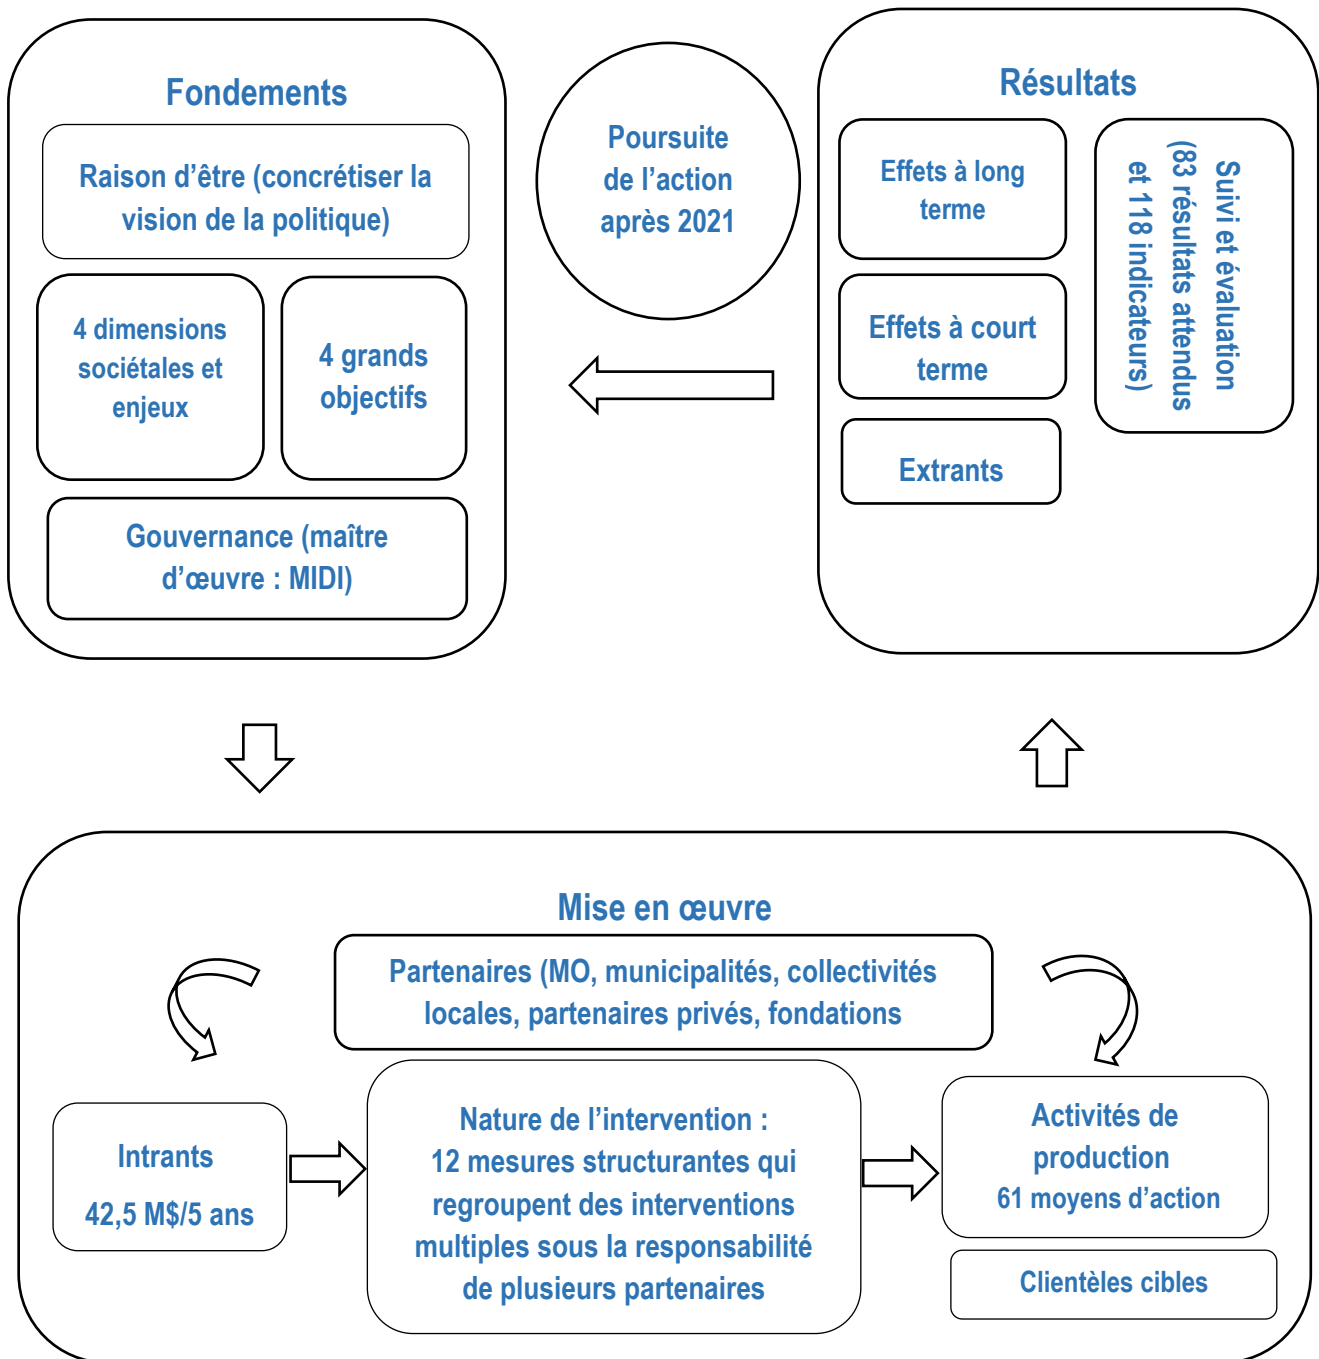 Fondements
Raison d’être (concrétiser la
vision de la politique)
4 dimensions
sociétales et
enjeux
4 grands
objectifs
Gouvernance (maître
d’œuvre : MIDI)
Poursuite
de l’action
après 2021
Résultats
Effets à long
terme
Effets à court
terme
Extrants
Suivi et évaluation
(83 résultats attendus
et 118 indicateurs)
Mise en œuvre
Partenaires (MO, municipalités, collectivités
locales, partenaires privés, fondations
Intrants
42,5 M$/5 ans
Nature de l’intervention :
12 mesures structurantes qui
regroupent des interventions
multiples sous la responsabilité
de plusieurs partenaires
Activités de
production
61 moyens d’action
Clientèles cibles